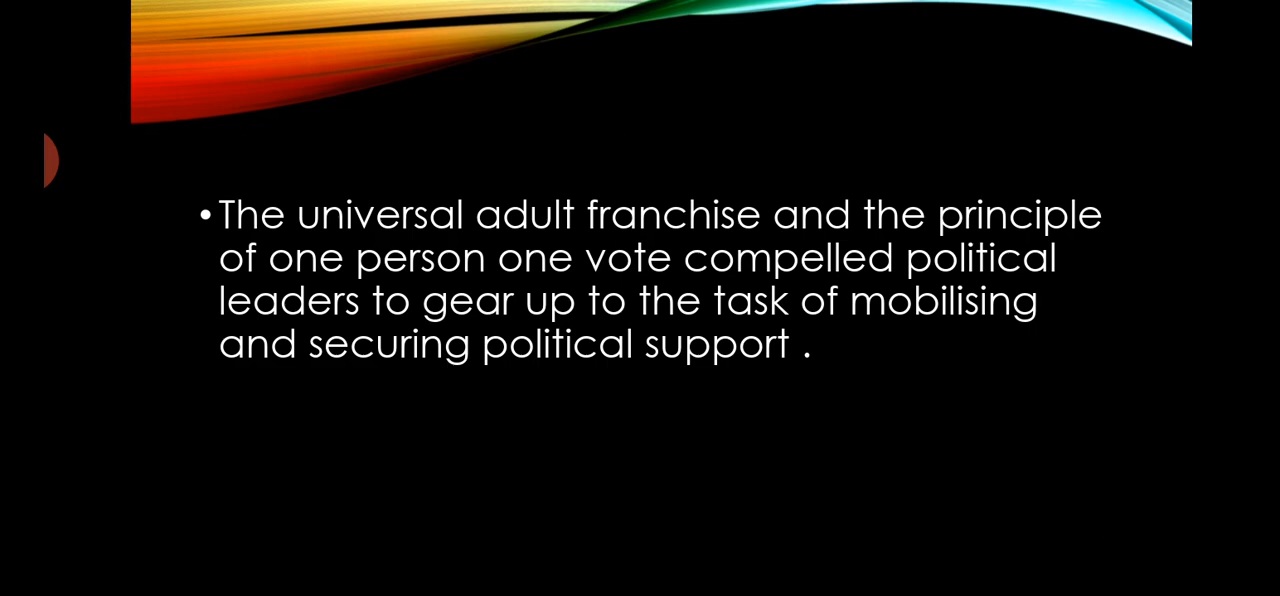 • The universal adult franchise and the principle
of one person one vote compelled political
leaders to gear up to the task of mobilising
and securing political support .